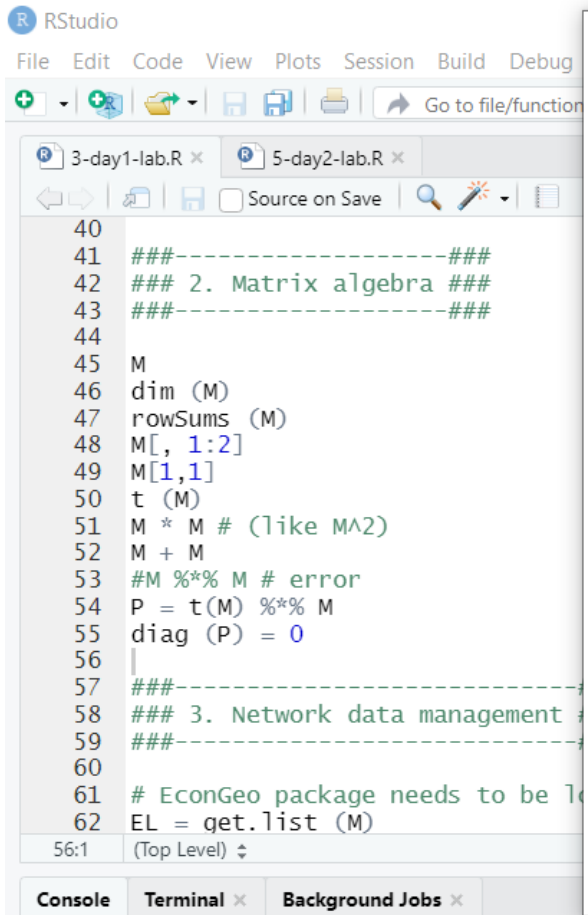 RStudio
File Edit Code View Plots Session Build Debug
Go to file/function
3-day1-lab.R × 5-day2-lab.R ×
Source on Save
40
41 ###-------------------###
42 ### 2. Matrix algebra ###
43 ###-------------------###
44
45 M
46 dim (M)
47 rowSums (M)
48 M[, 1:2]
49 M[1,1]
50 t (M)
51 M * M # (like M^2)
52 M + M
53 #M %*% M # error
54 P = t(M) %*% M
55 diag (P) = 0
56
57 ###----------------------------#
58 ### 3. Network data management #
59 ###----------------------------#
60
61 # EconGeo package needs to be
62 EL = get.list (M)
56:1 (Top Level)
Console Terminal × Background Jobs ×